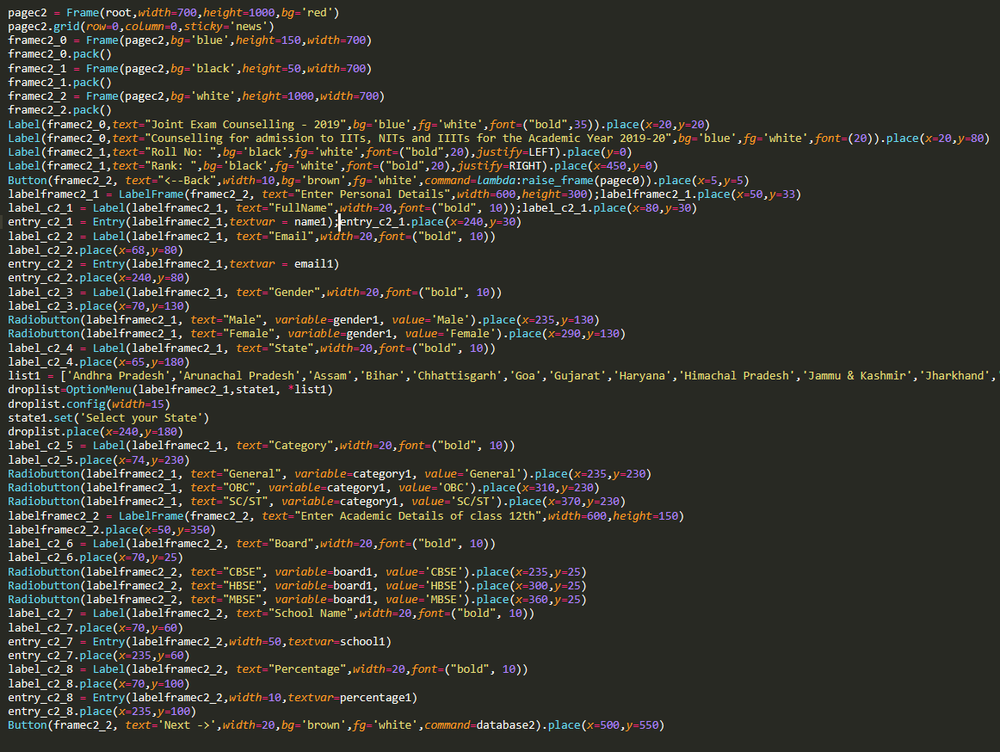 pagec2 = Frame(root,width=700,height=1000,bg='red')
pagec2.grid(row=0,column=0,sticky='news')
framec2_0 = Frame(pagec2,bg='blue',height=150,width=700)
framec2_0.pack()
framec2_1 = Frame(pagec2,bg='black',height=50,width=700)
framec2_1.pack()
framec2_2 = Frame(pagec2,bg='white',height=1000,width=700)
framec2_2.pack()
Label(framec2_0,text="Joint Exam Counselling - 2019",bg='blue',fg='white',font=("bold",35)).place(x=20,y=20)
Label(framec2_0,text="Counselling for admission to IITs, NITs and IIITs for the Academic Year 2019-20",bg='blue',fg='white',font=(20)).place(x=20,y=80)
Label(framec2_1,text="Roll No: ",bg='black',fg='white',font=("bold",20),justify=LEFT).place(y=0)
Label(framec2_1,text="Rank: ",bg='black',fg='white',font=("bold",20),justify=RIGHT).place(x=450,y=0)
Button(framec2_2, text="<--Back",width=10,bg='brown',fg='white',command=lambda:raise_frame(pagec0)).place(x=5,y=5)
labelframec2_1 = LabelFrame(framec2_2, text="Enter Personal Details",width=600,height=300);labelframec2_1.place(x=50,y=33)
label_c2_1 = Label(labelframec2_1, text="FullName",width=20,font=("bold", 10));label_c2_1.place(x=80,y=30)
entry_c2_1 = Entry(labelframec2_1,textvar = name1);entry_c2_1.place(x=240,y=30)
label_c2_2 = Label(labelframec2_1, text="Email",width=20,font=("bold", 10))
label_c2_2.place(x=68,y=80)
entry_c2_2 = Entry(labelframec2_1,textvar = email1)
entry_c2_2.place(x=240,y=80)
label_c2_3 = Label(labelframec2_1, text="Gender",width=20,font=("bold", 10))
label_c2_3.place(x=70,y=130)
Radiobutton(labelframec2_1, text="Male", variable=gender1, value='Male').place(x=235,y=130)
Radiobutton(labelframec2_1, text="Female", variable=gender1, value='Female').place(x=290,y=130)
label_c2_4 = Label(labelframec2_1, text="State",width=20,font=("bold", 10))
label_c2_4.place(x=65,y=180)
list1 = ['Andhra Pradesh','Arunachal Pradesh','Assam','Bihar','Chhattisgarh','Goa','Gujarat','Haryana','Himachal Pradesh','Jammu & Kashmir','Jharkhand','
droplist=OptionMenu(labelframec2_1,state1, *list1)
droplist.config(width=15)
state1.set('Select your State')
droplist.place(x=240,y=180)
label_c2_5 = Label(labelframec2_1, text="Category",width=20,font=("bold", 10))
label_c2_5.place(x=74,y=230)
Radiobutton(labelframec2_1, text="General", variable=category1, value='General').place(x=235,y=230)
Radiobutton(labelframec2_1, text="OBC", variable=category1, value='OBC').place(x=310,y=230)
Radiobutton(labelframec2_1, text="SC/ST", variable=category1, value='SC/ST').place(x=370,y=230)
labelframec2_2 = LabelFrame(framec2_2, text="Enter Academic Details of class 12th",width=600,height=150)
labelframec2_2.place(x=50,y=350)
label_c2_6 = Label(labelframec2_2, text="Board",width=20,font=("bold", 10))
label_c2_6.place(x=70,y=25)
Radiobutton(labelframec2_2, text="CBSE", variable=board1, value='CBSE').place(x=235,y=25)
Radiobutton(labelframec2_2, text="HBSE", variable=board1, value='HBSE').place(x=300,y=25)
Radiobutton(labelframec2_2, text="MBSE", variable=board1, value='MBSE').place(x=360,y=25)
label_c2_7 = Label(labelframec2_2, text="School Name",width=20,font=("bold", 10))
label_c2_7.place(x=70,y=60)
entry_c2_7 = Entry(labelframec2_2,width=50,textvar=school1)
entry_c2_7.place(x=235,y=60)
label_c2_8 = Label(labelframec2_2, text="Percentage",width=20,font=("bold", 10))
label_c2_8.place(x=70,y=100)
entry_c2_8 = Entry(labelframec2_2,width=10,textvar=percentage1)
entry_c2_8.place(x=235,y=100)
Button(framec2_2, text='Next ->',width=20,bg='brown',fg='white',command=database2).place(x=500,y=550)